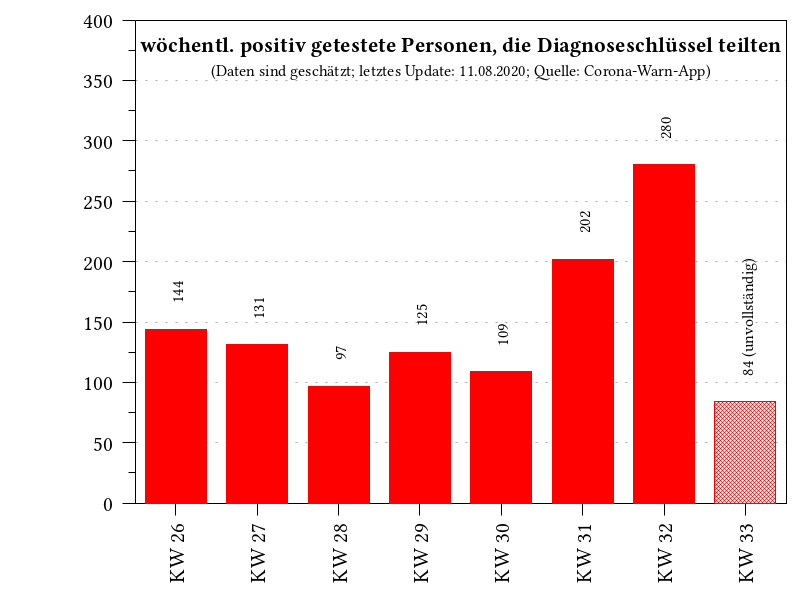 wöchentl. positiv getestete Personen, die Diagnoseschlüssel teilten
(Daten sind geschätzt; letztes Update: 11.08.2020; Quelle: Corona-Warn-App)
400
350
300
250
200
150
100
50
0
144
131
97
125
109
202
280
84 (unvollständig)
KW 26
KW 27
KW 28
KW 29
KW 30
KW 31
KW 32
KW 33